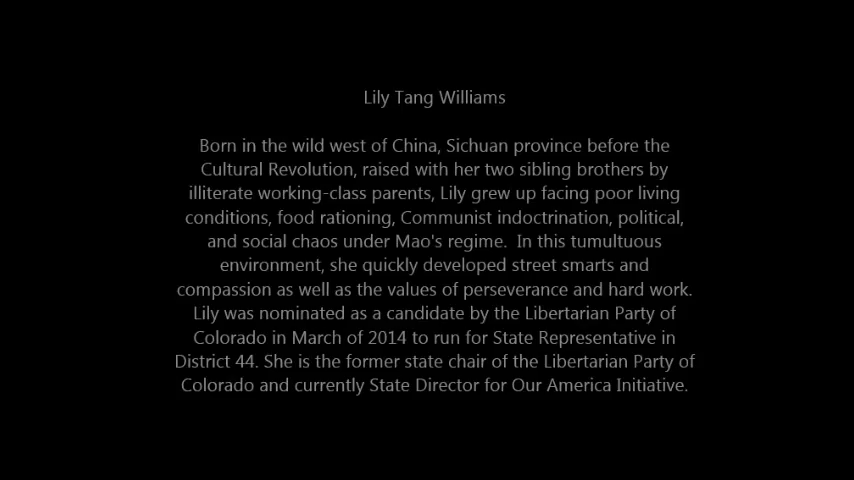 Lily Tang Williams
Born in the wild west of China, Sichuan province before the
Cultural Revolution, raised with her two sibling brothers by
illiterate working-class parents, Lily grew up facing poor living
conditions, food rationing, Communist indoctrination, political,
and social chaos under Mao's regime.  In this tumultuous
environment, she quickly developed street smarts and
compassion as well as the values of perseverance and hard work.
Lily was nominated as a candidate by the Libertarian Party of
Colorado in March of 2014 to run for State Representative in
District 44. She is the former state chair of the Libertarian Party of
Colorado and currently State Director for Our America Initiative.